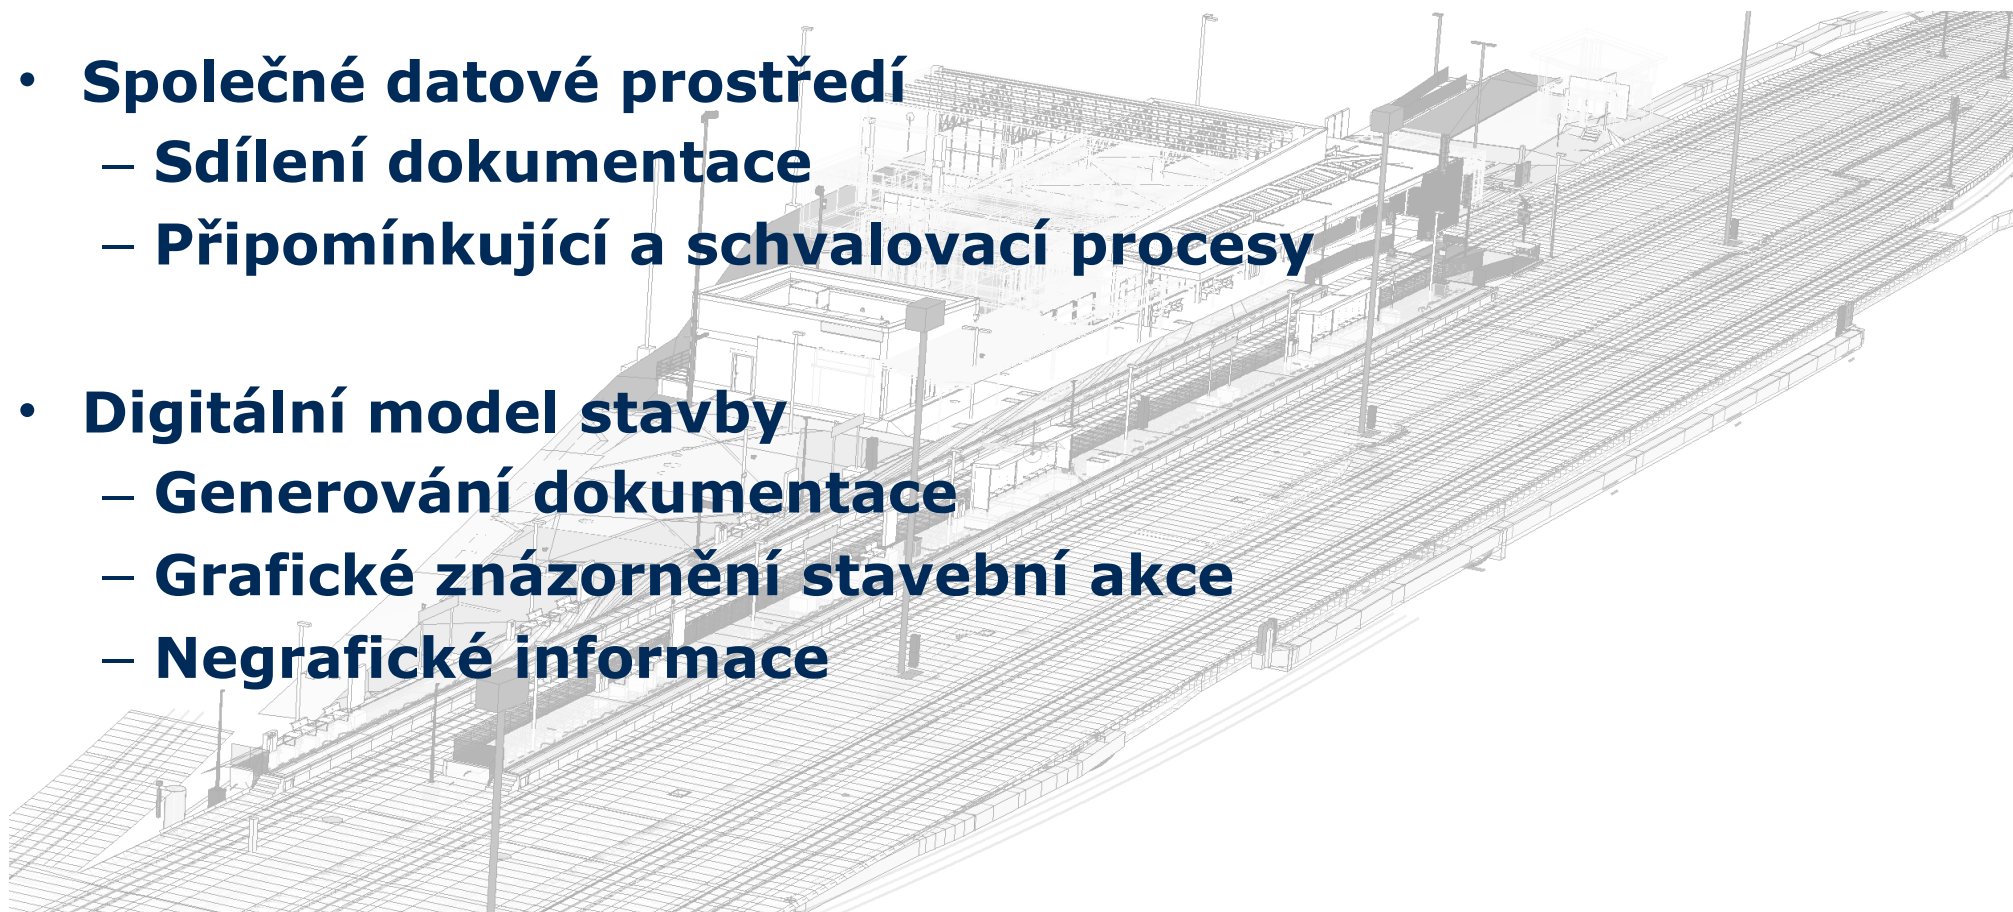 • Společné datové prostředí
– Sdílení dokumentace
– Připomínkující a schvalovací procesy
• Digitální model stavby
– Generování dokumentace
– Grafické znázornění stavební akce
– Negrafické informace